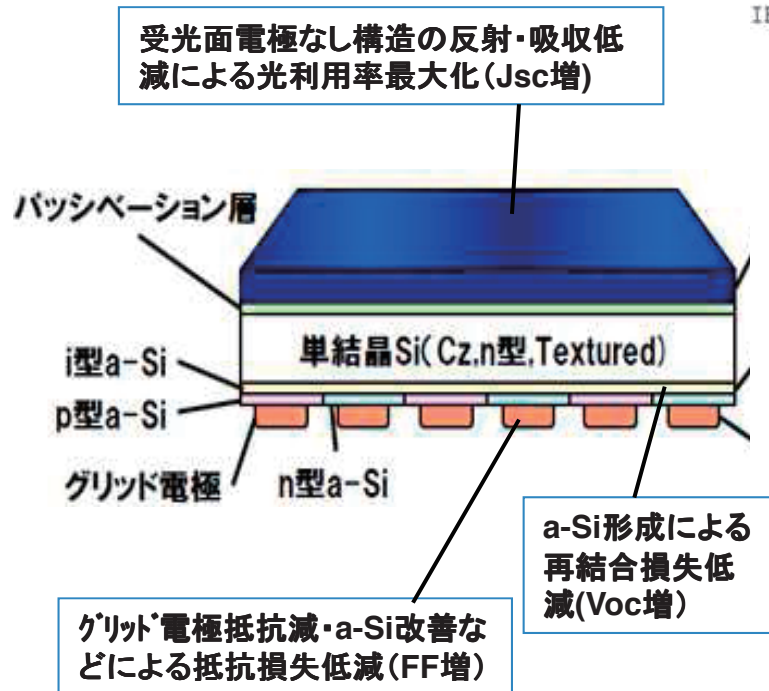 受光面電極なし構造の反射・吸収低
減による光利用率最大化(Jsc増)
パッシベーション層
単結晶Si(Cz,n型,Textured)
i型a-Si
p型a-Si
グリッド電極
n型a-Si
a-Si形成による
再結合損失低
減(Voc増)
グリッド電極抵抗減・a-Si改善な
どによる抵抗損失低減(FF増)